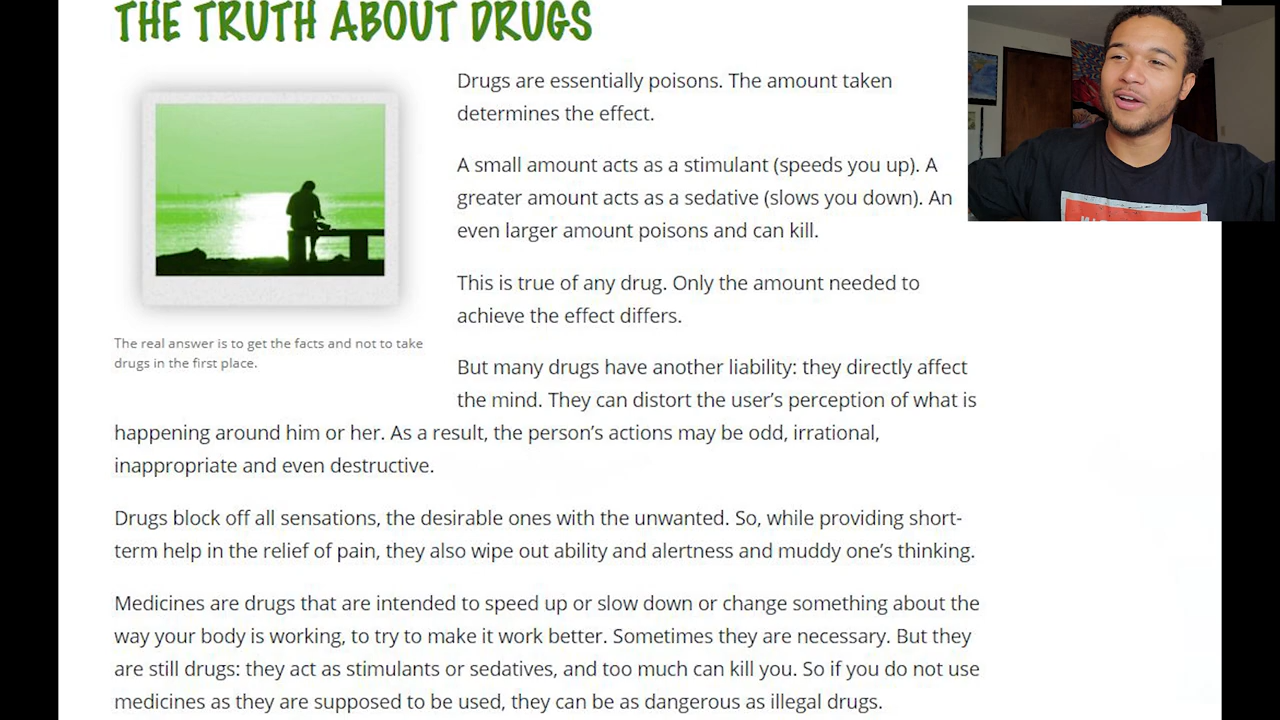 THE TRUTH ABOUT DRUGS
Drugs are essentially poisons. The amount taken
determines the effect.
A small amount acts as a stimulant (speeds you up). A
greater amount acts as a sedative (slows you down). An
even larger amount poisons and can kill.
This is true of any drug. Only the amount needed to
achieve the effect differs.
The real answer is to get the facts and not to take
drugs in the first place.
But many drugs have another liability: they directly affect
the mind. They can distort the user’s perception of what is
happening around him or her. As a result, the person’s actions may be odd, irrational,
inappropriate and even destructive.
Drugs block off all sensations, the desirable ones with the unwanted. So, while providing short-
term help in the relief of pain, they also wipe out ability and alertness and muddy one’s thinking.
Medicines are drugs that are intended to speed up or slow down or change something about the
way your body is working, to try to make it work better. Sometimes they are necessary. But they
are still drugs: they act as stimulants or sedatives, and too much can kill you. So if you do not use
medicines as they are supposed to be used, they can be as dangerous as illegal drugs.